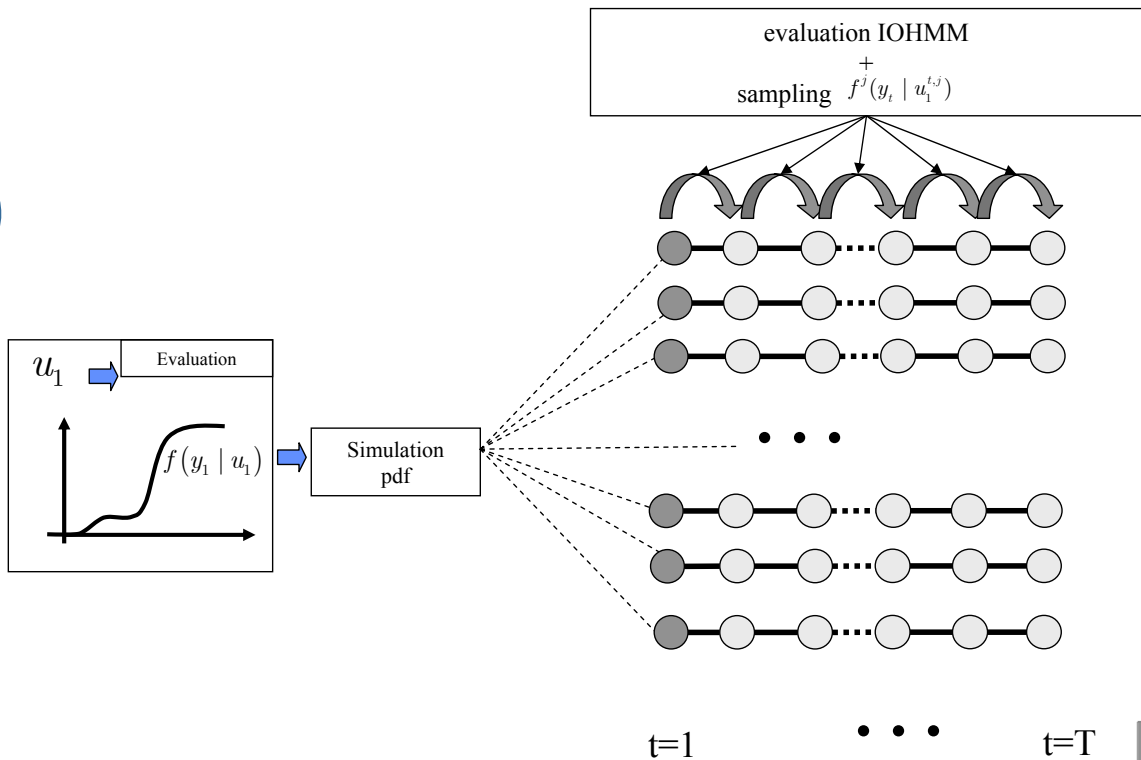 evaluation IOHMM
+
sampling f^j(y_t | u_1^{t,j})
u_1
Evaluation
f(y_1 | u_1)
Simulation
pdf
t=1
t=T